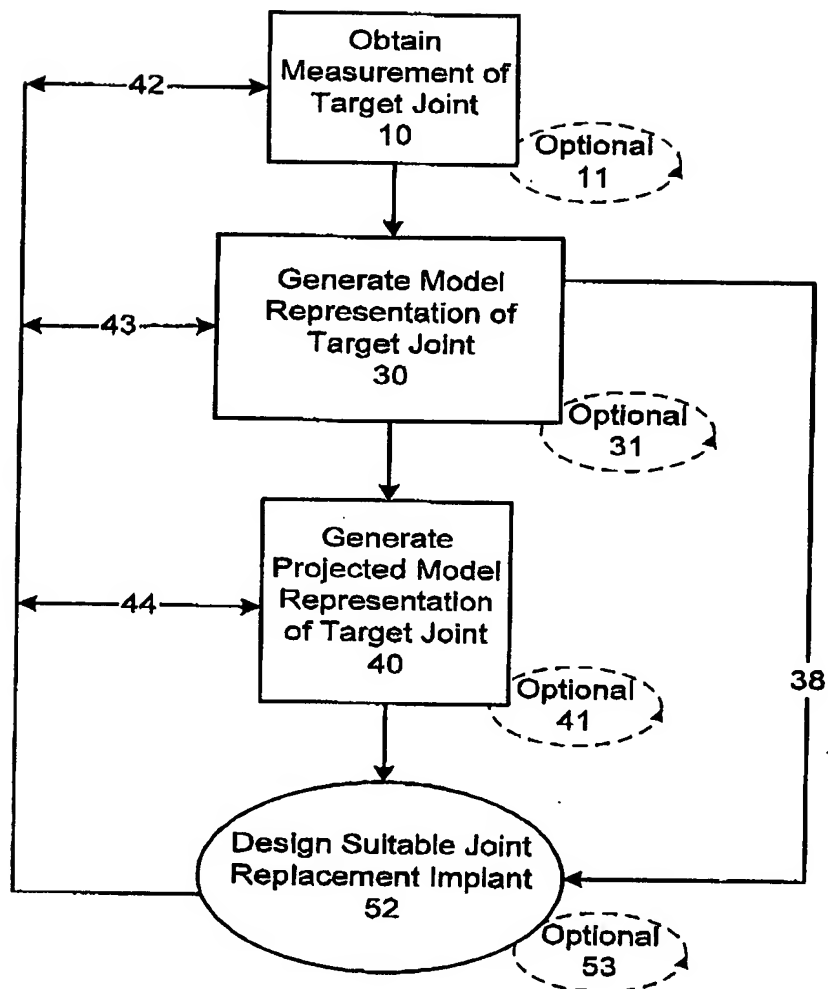 Obtain
Measurement of
Target Joint
10
42
Optional
11
Generate Model
Representation of
Target Joint
30
43
Optional
31
Generate
Projected Model
Representation
of Target Joint
40
44
Optional
41
38
Design Suitable Joint
Replacement Implant
52
Optional
53